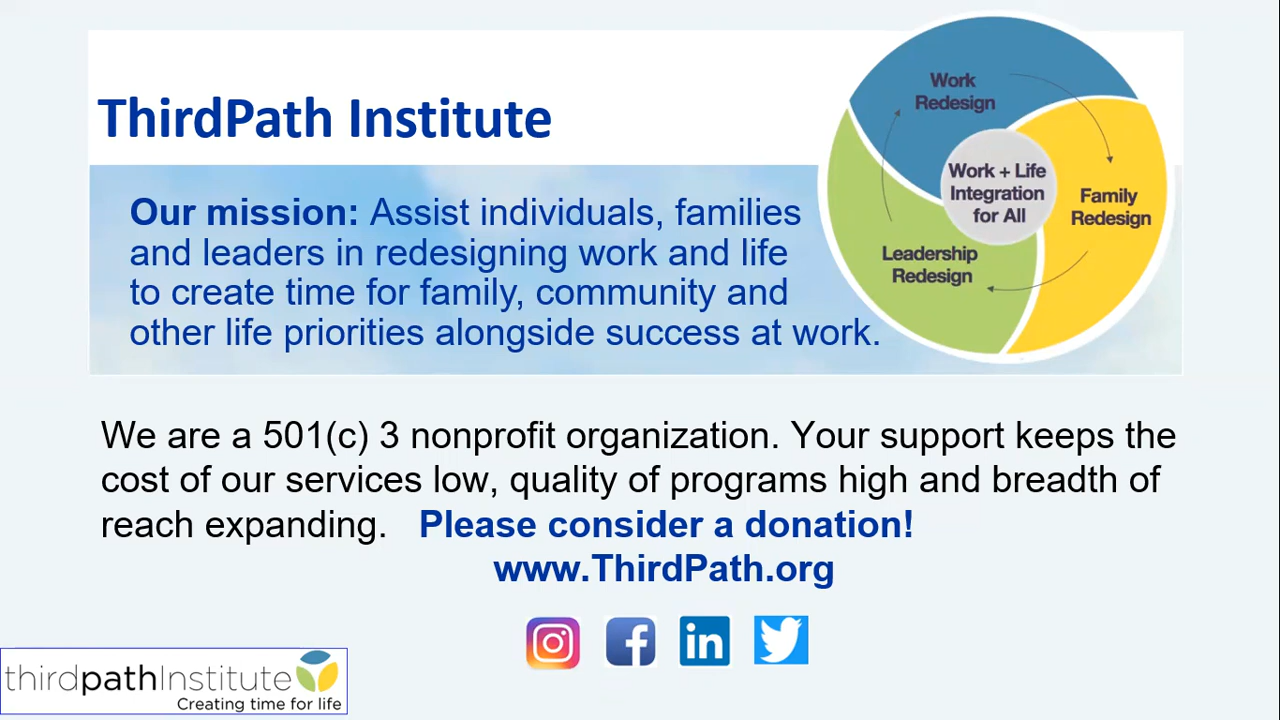 ThirdPath Institute
Our mission: Assist individuals, families
and leaders in redesigning work and life
to create time for family, community and
other life priorities alongside success at work.
Work
Redesign
Work + Life
Integration
for All
Family
Redesign
Leadership
Redesign
We are a 501(c) 3 nonprofit organization. Your support keeps the
cost of our services low, quality of programs high and breadth of
reach expanding. Please consider a donation!
www.ThirdPath.org
in
thirdpathInstitute
Creating time for life